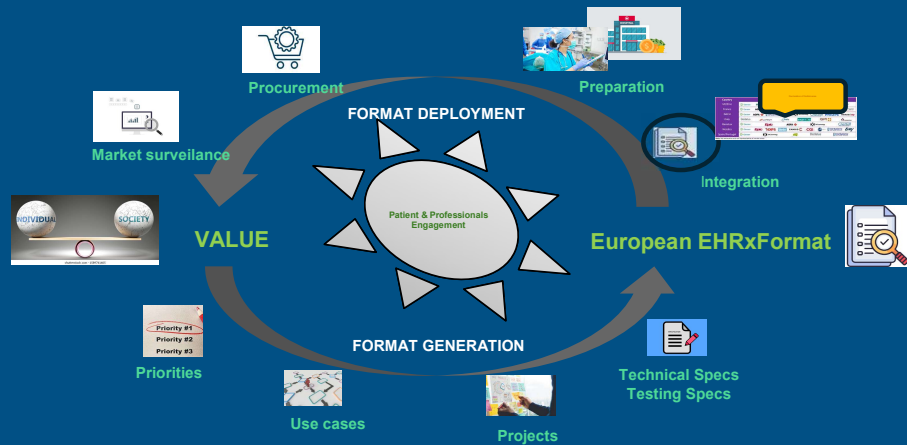 Procurement
Preparation
FORMAT DEPLOYMENT
Market surveilance
Integration
INDIVIDUAL
SOCIETY
VALUE
Patient & Professionals
Engagement
European EHRxFormat
Priority #1
Priority #2
Priority #3
Priorities
FORMAT GENERATION
Technical Specs
Testing Specs
Use cases
Projects